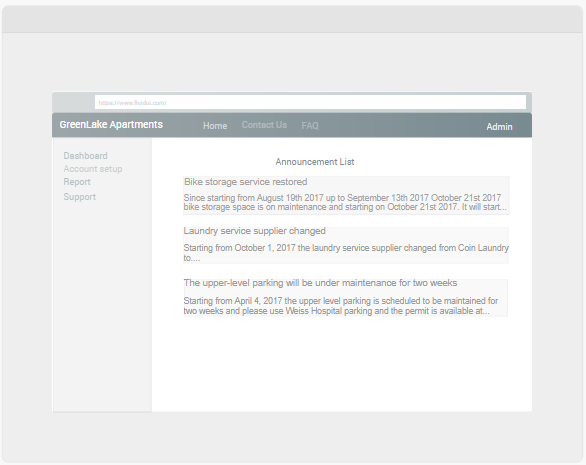 https://www.fluidui.com/
GreenLake Apartments Home Contact Us FAQ Admin
Dashboard
Account setup
Report
Support
Announcement List
Bike storage service restored
Since starting from August 19th 2017 up to September 13th 2017 October 21st 2017
bike storage space is on maintenance and starting on October 21st 2017. It will start...
Laundry service supplier changed
Starting from October 1, 2017 the laundry service supplier changed from Coin Laundry
to....
The upper-level parking will be under maintenance for two weeks
Starting from April 4, 2017 the upper level parking is scheduled to be maintained for
two weeks and please use Weiss Hospital parking and the permit is available at...